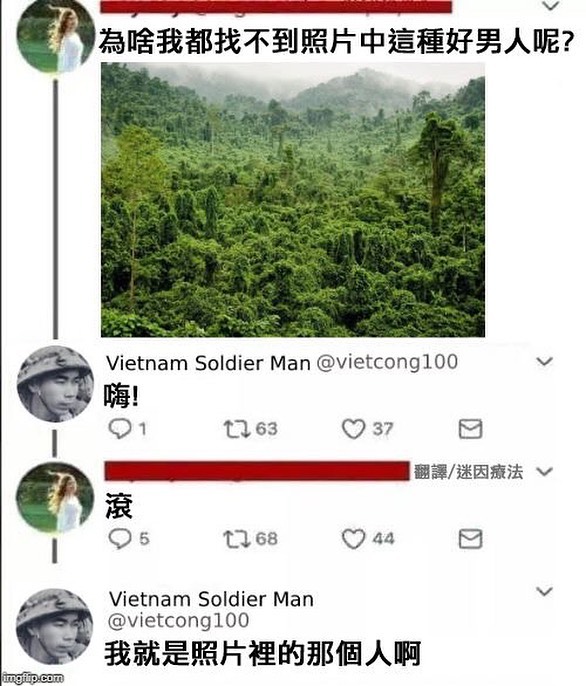 為啥我都找不到照片中這種好男人呢?
Vietnam Soldier Man @vietcong100
嗨!
1 63 37
翻譯/迷因療法
滾
5 68 44
Vietnam Soldier Man
@vietcong100
我就是照片裡的那個人啊
imgflip.com